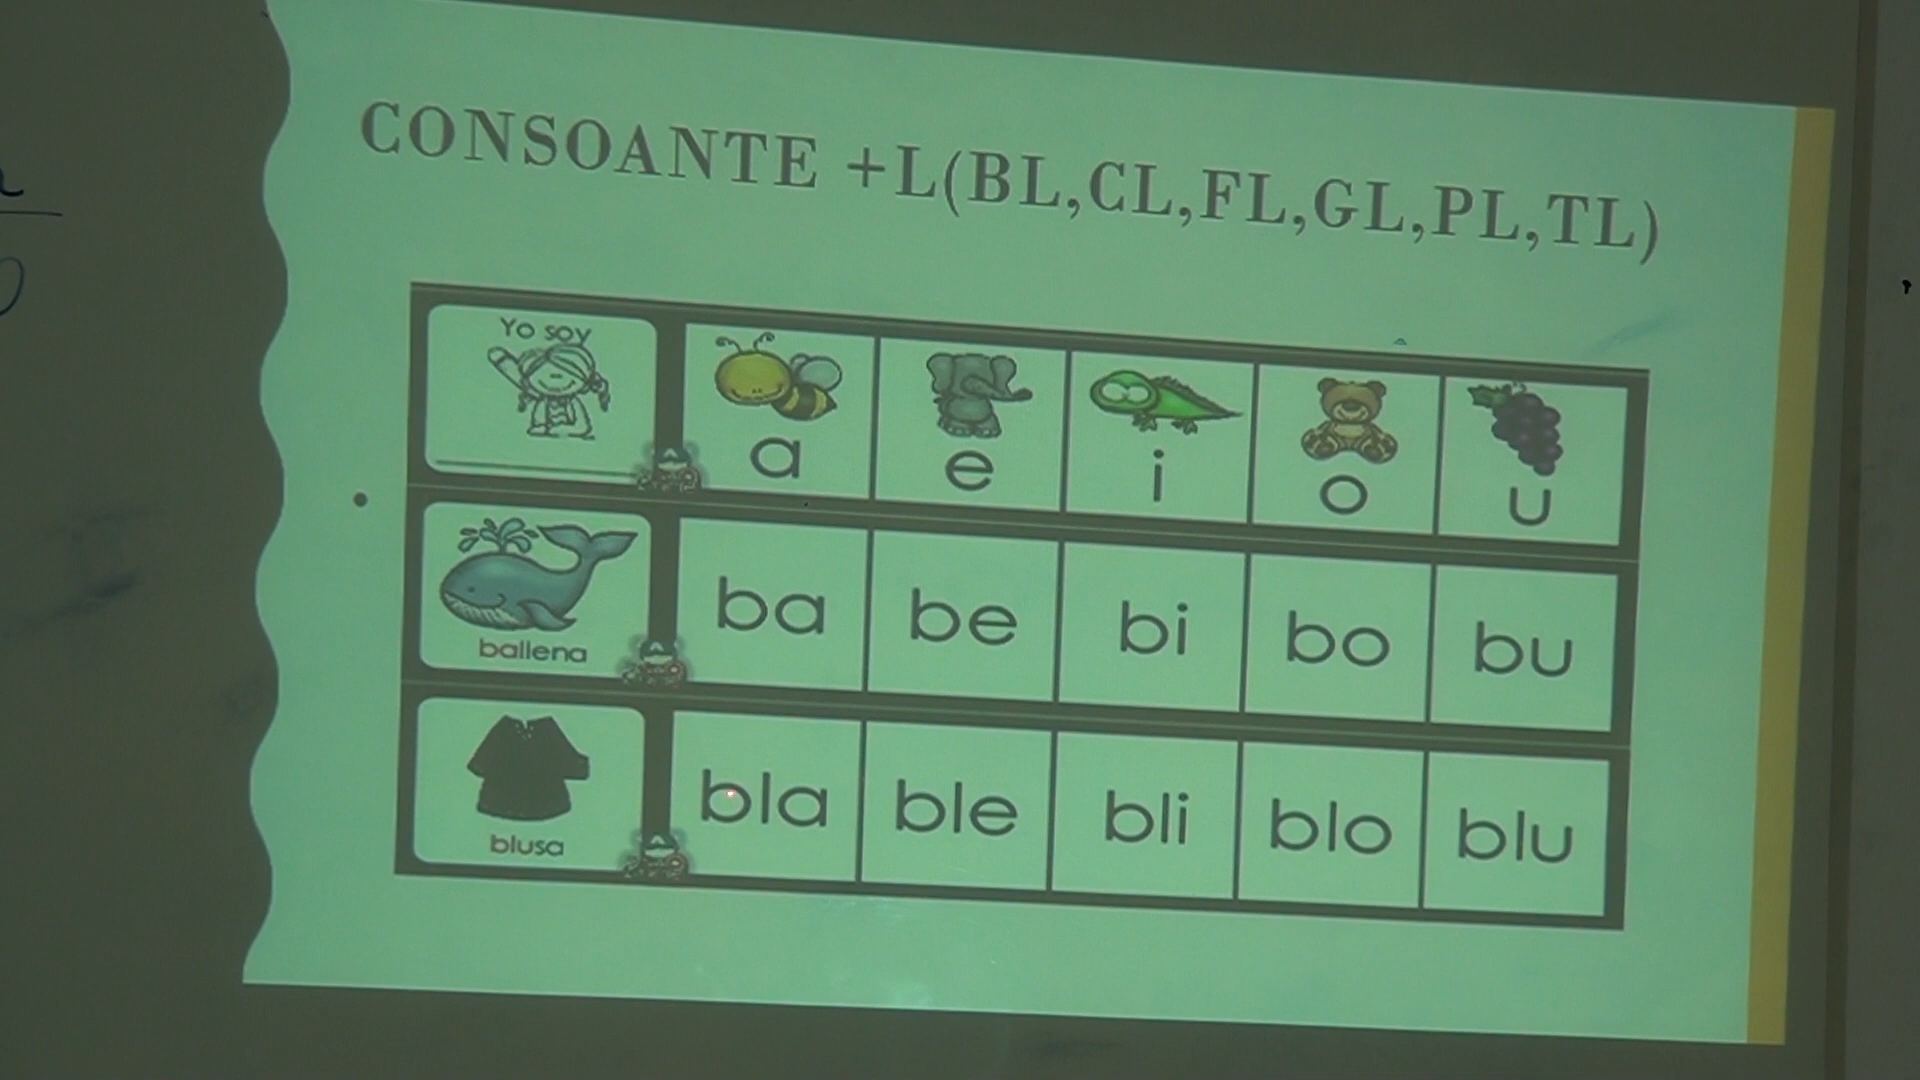 CONSOANTE +L(BL,CL,FL,GL,PL,TL)
Yo soy
a e i o u
ballena
ba be bi bo bu
blusa
bla ble bli blo blu